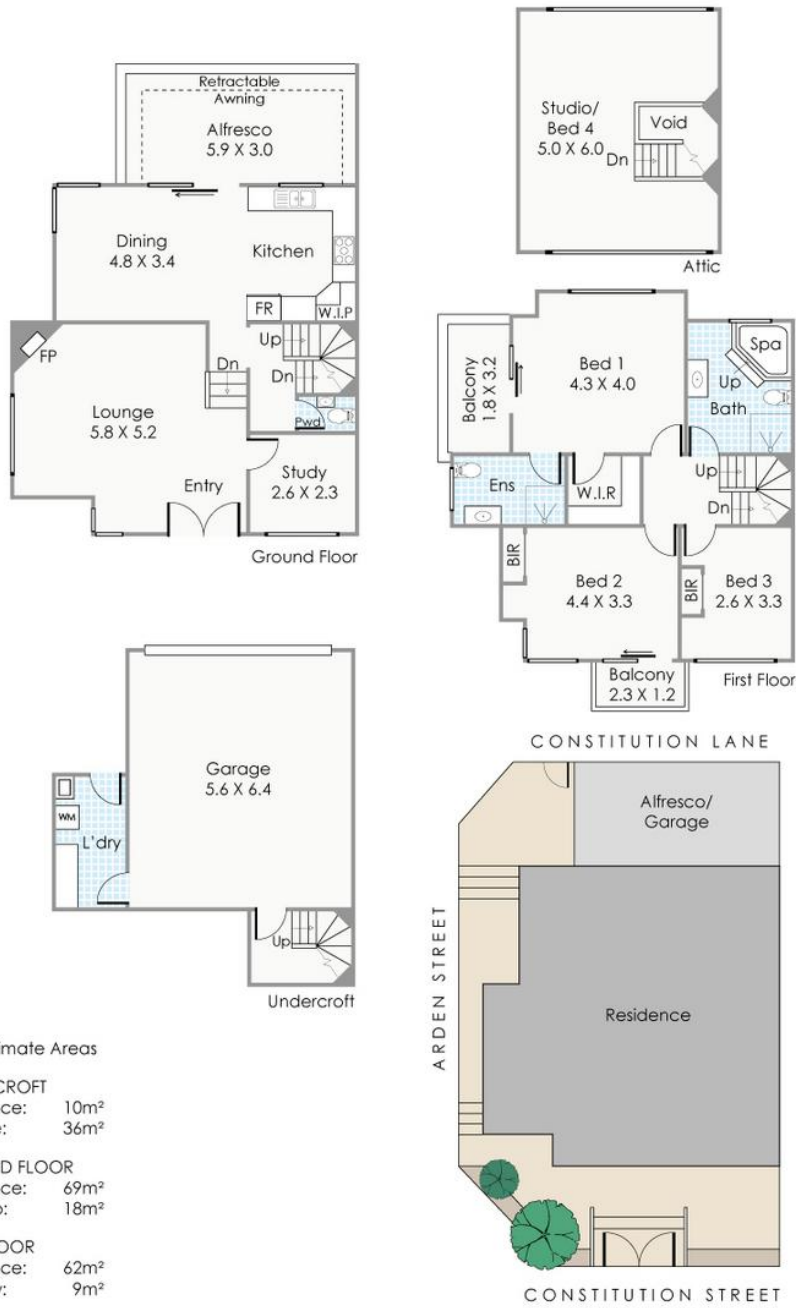 Retractable
Awning
Alfresco
5.9 X 3.0
Dining
4.8 X 3.4
Kitchen
FR
W.I.P
Up
Dn
Dn
FP
Lounge
5.8 X 5.2
Pwd
Entry
Study
2.6 X 2.3
Ground Floor
Studio/
Bed 4
5.0 X 6.0
Void
Dn
Attic
Balcony
1.8 X 3.2
Bed 1
4.3 X 4.0
Spa
Up
Bath
Ens
W.I.R
Up
Dn
BIR
Bed 2
4.4 X 3.3
BIR
Bed 3
2.6 X 3.3
Balcony
2.3 X 1.2
First Floor
Garage
5.6 X 6.4
WM
L'dry
Up
Undercroft
CONSTITUTION LANE
Alfresco/
Garage
ARDEN STREET
Residence
CONSTITUTION STREET
imate Areas
CROFT
ce: 10m²
e: 36m²
D FLOOR
ce: 69m²
o: 18m²
OOR
ce: 62m²
y: 9m²